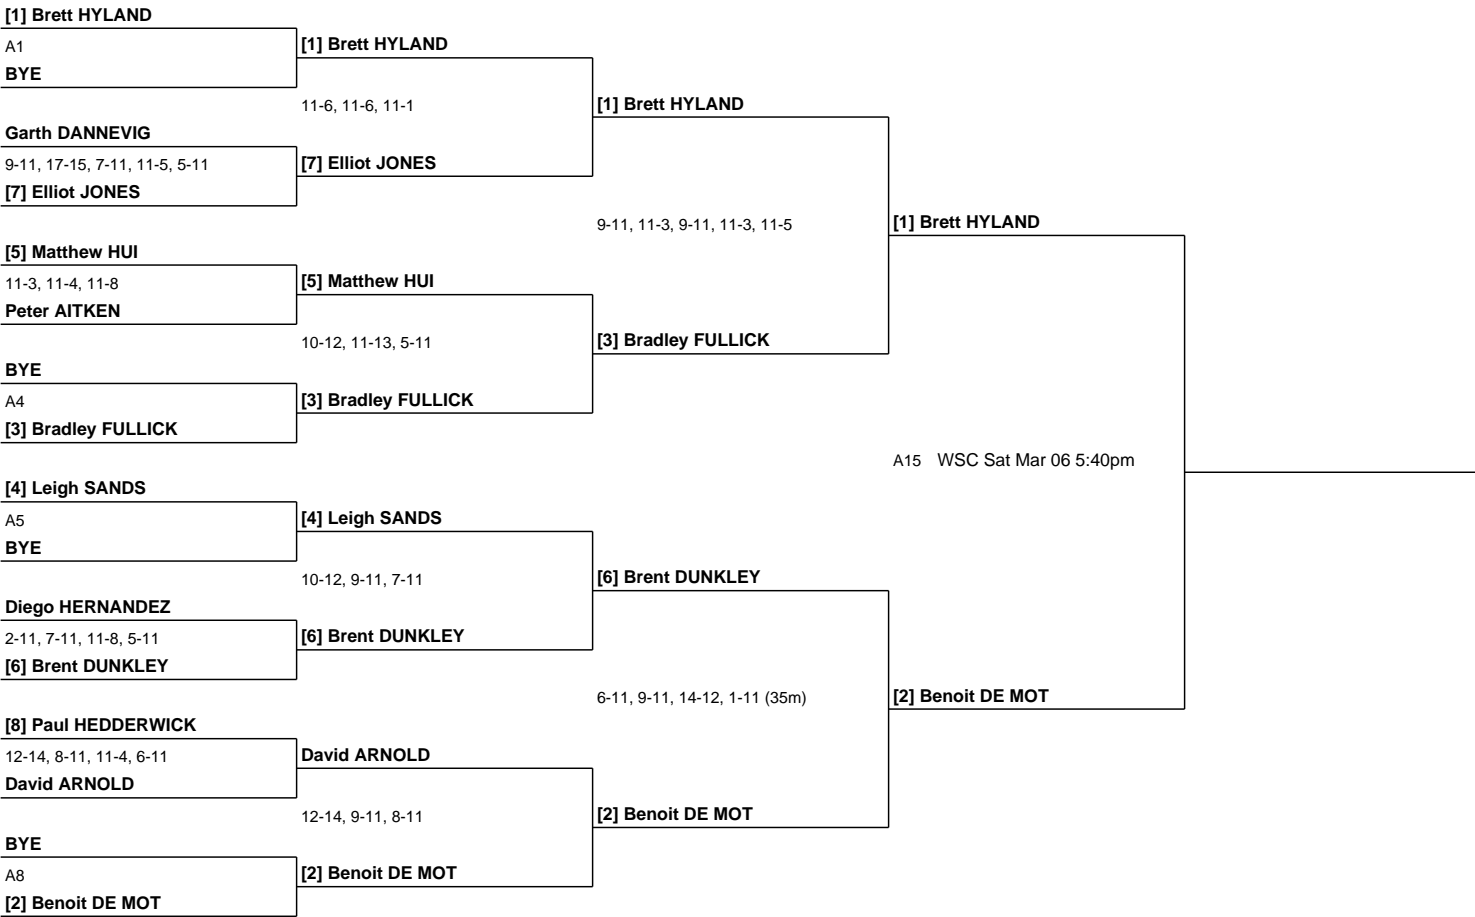 [1] Brett HYLAND
A1
BYE
Garth DANNEVIG
9-11, 17-15, 7-11, 11-5, 5-11
[7] Elliot JONES
[5] Matthew HUI
11-3, 11-4, 11-8
Peter AITKEN
BYE
A4
[3] Bradley FULLICK
[4] Leigh SANDS
A5
BYE
Diego HERNANDEZ
2-11, 7-11, 11-8, 5-11
[6] Brent DUNKLEY
[8] Paul HEDDERWICK
12-14, 8-11, 11-4, 6-11
David ARNOLD
BYE
A8
[2] Benoit DE MOT
[1] Brett HYLAND
11-6, 11-6, 11-1
[7] Elliot JONES
[5] Matthew HUI
10-12, 11-13, 5-11
[3] Bradley FULLICK
[4] Leigh SANDS
10-12, 9-11, 7-11
[6] Brent DUNKLEY
David ARNOLD
12-14, 9-11, 8-11
[2] Benoit DE MOT
[1] Brett HYLAND
9-11, 11-3, 9-11, 11-3, 11-5
[3] Bradley FULLICK
[6] Brent DUNKLEY
6-11, 9-11, 14-12, 1-11 (35m)
[2] Benoit DE MOT
[1] Brett HYLAND
A15 WSC Sat Mar 06 5:40pm
[2] Benoit DE MOT